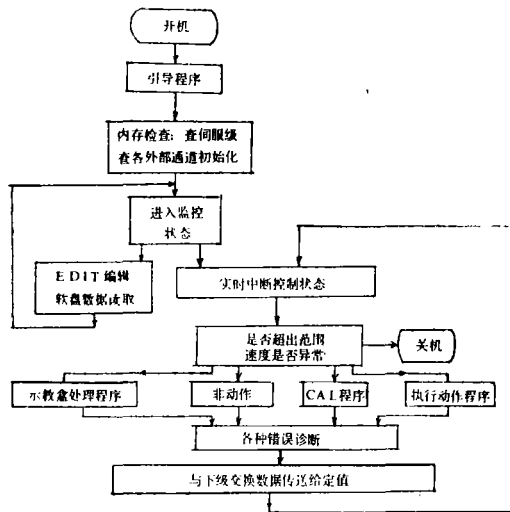 开机
引导程序
内存检查：查伺服级
查各外部通道初始化
进入监控
状态
EDIT编辑
软盘数据读取
实时中断控制状态
是否超出范围
速度是否异常
关机
示教盒处理程序
非动作
CAL程序
执行动作程序
各种错误诊断
与下级交换数据传送给定值